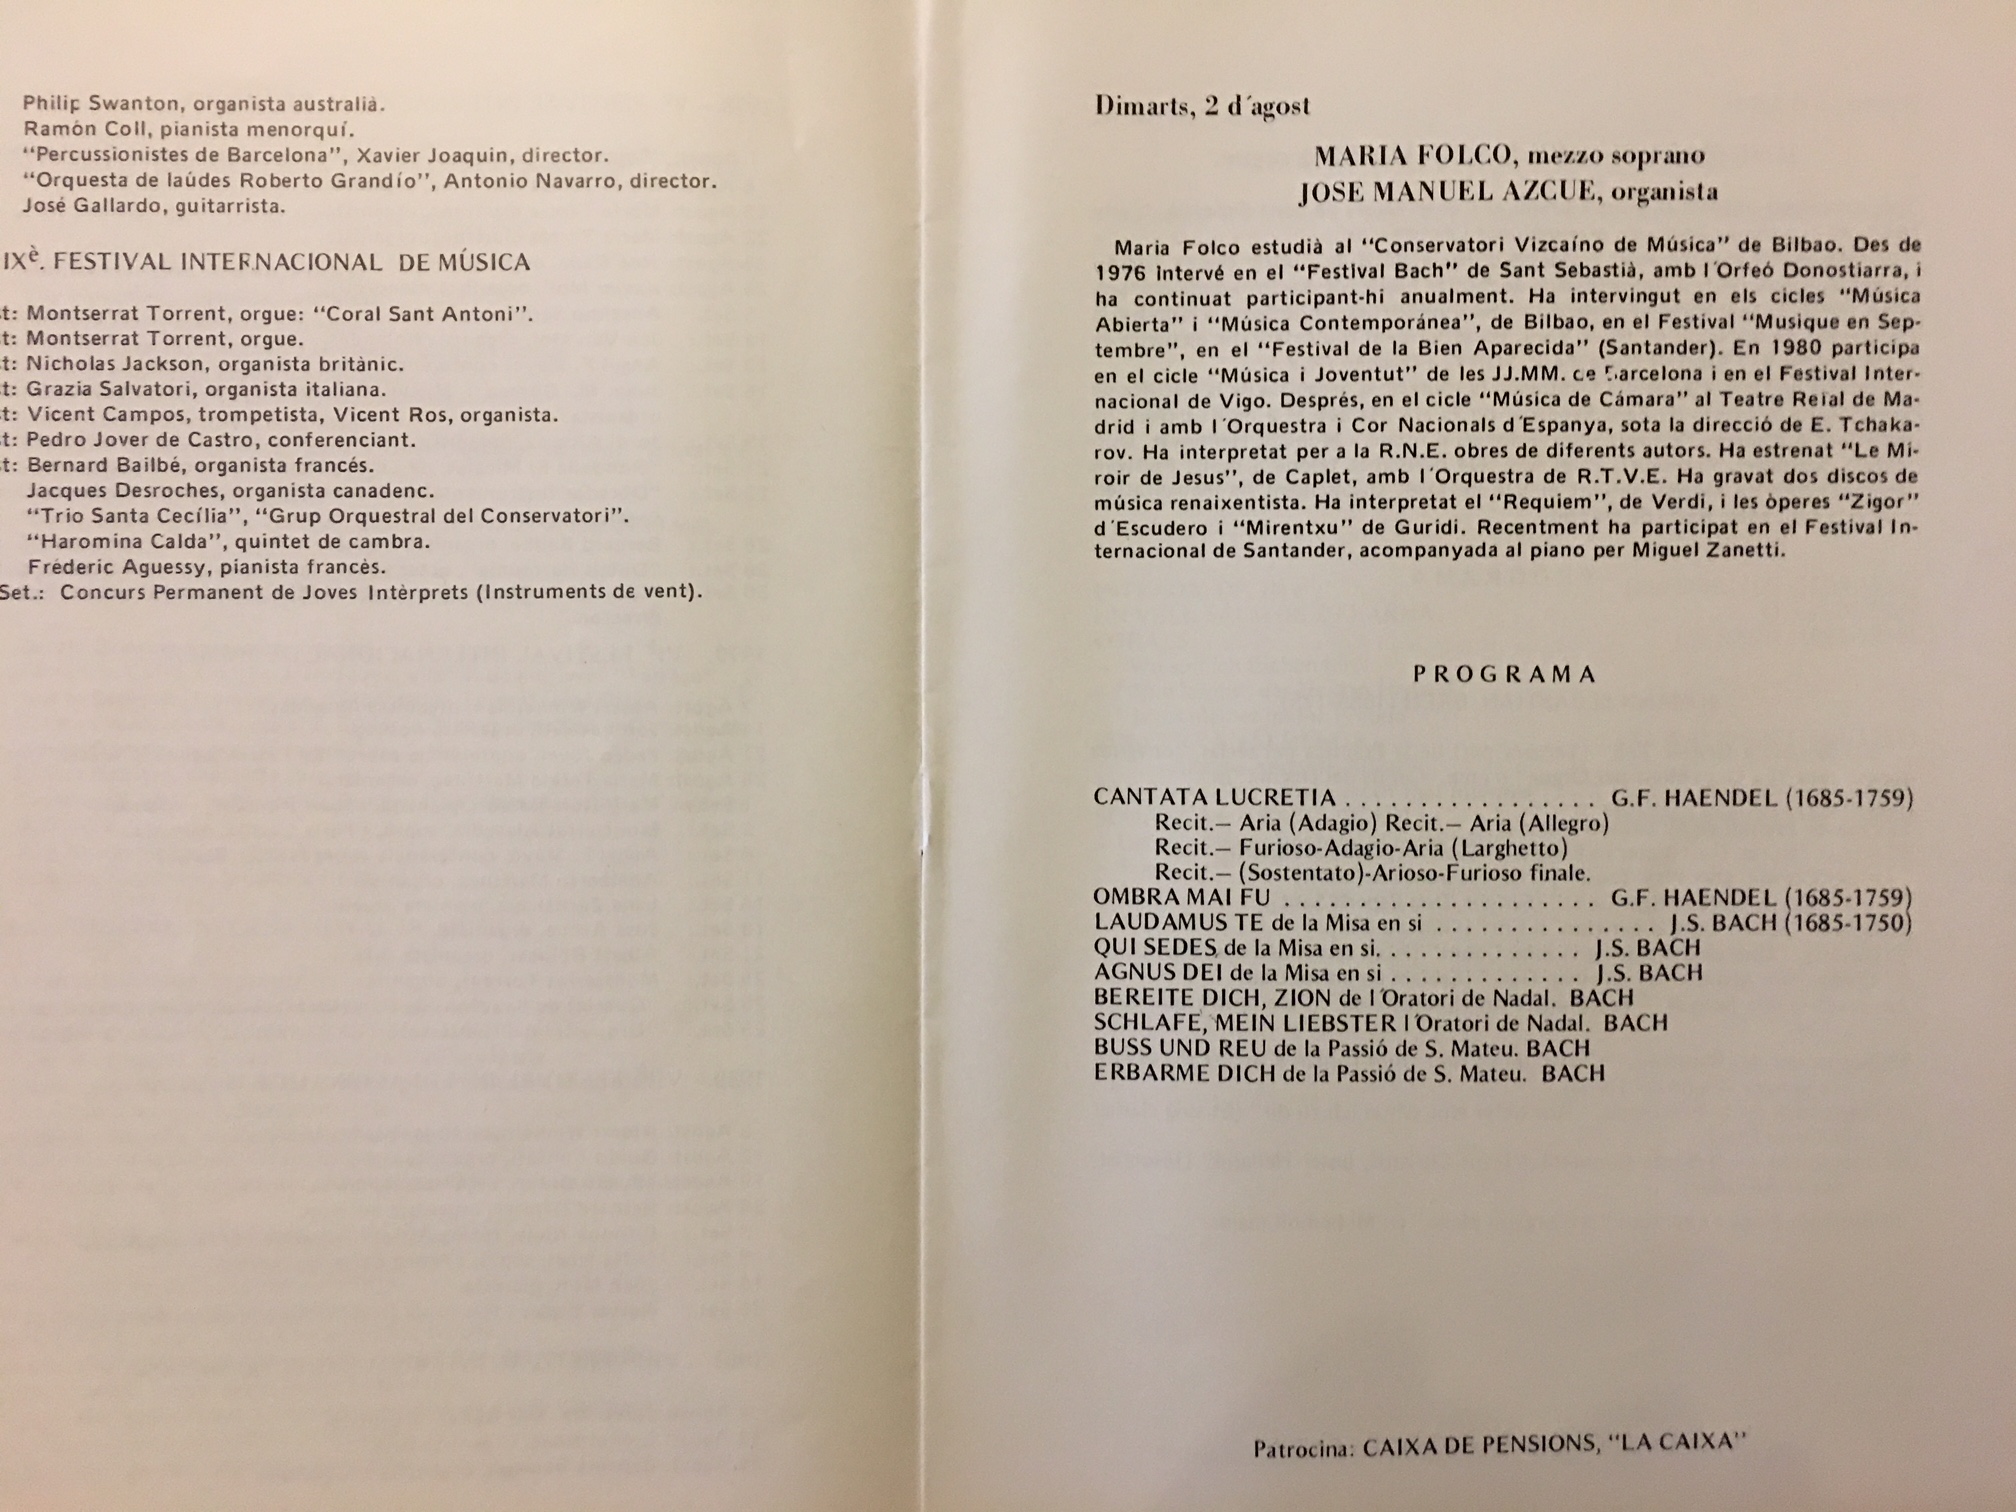 Philip Swanton, organista australià.
Ramón Coll, pianista menorquí.
“Percussionistes de Barcelona”, Xavier Joaquin, director.
“Orquesta de laúdes Roberto Grandío”, Antonio Navarro, director.
José Gallardo, guitarrista.
IXè. FESTIVAL INTERNACIONAL DE MÚSICA
t: Montserrat Torrent, orgue: “Coral Sant Antoni”.
t: Montserrat Torrent, orgue.
t: Nicholas Jackson, organista britànic.
t: Grazia Salvatori, organista italiana.
t: Vicent Campos, trompetista, Vicent Ros, organista.
t: Pedro Jover de Castro, conferenciant.
t: Bernard Bailbé, organista francés.
Jacques Desroches, organista canadenc.
“Trio Santa Cecília”, “Grup Orquestral del Conservatori”.
“Haromina Calda”, quintet de cambra.
Fréderic Aguessy, pianista francès.
Set.: Concurs Permanent de Joves Intèrprets (Instruments de vent).
Dimarts, 2 d´agost
MARIA FOLCO, mezzo soprano
JOSE MANUEL AZCUE, organista
Maria Folco estudià al “Conservatori Vizcaíno de Música” de Bilbao. Des de
1976 intervé en el “Festival Bach” de Sant Sebastià, amb l´Orfeó Donostiarra, i
ha continuat participant-hi anualment. Ha intervingut en els cicles “Música
Abierta” i “Música Contemporánea”, de Bilbao, en el Festival “Musique en Sep-
tembre”, en el “Festival de la Bien Aparecida” (Santander). En 1980 participa
en el cicle “Música i Joventut” de les JJ.MM. de Barcelona i en el Festival Inter-
nacional de Vigo. Després, en el cicle “Música de Cámara” al Teatre Reial de Ma-
drid i amb l´Orquestra i Cor Nacionals d´Espanya, sota la direcció de E. Tchaka-
rov. Ha interpretat per a la R.N.E. obres de diferents autors. Ha estrenat “Le Mi-
roir de Jesus”, de Caplet, amb l´Orquestra de R.T.V.E. Ha gravat dos discos de
música renaixentista. Ha interpretat el “Requiem”, de Verdi, i les òperes “Zigor”
d´Escudero i “Mirentxu” de Guridi. Recentment ha participat en el Festival In-
ternacional de Santander, acompanyada al piano per Miguel Zanetti.
PROGRAMA
CANTATA LUCRETIA . . . . . . . . . . . . . . . . . G.F. HAENDEL (1685-1759)
Recit.— Aria (Adagio) Recit.— Aria (Allegro)
Recit.— Furioso-Adagio-Aria (Larghetto)
Recit.— (Sostentato)-Arioso-Furioso finale.
OMBRA MAI FU . . . . . . . . . . . . . . . . . . . . . G.F. HAENDEL (1685-1759)
LAUDAMUS TE de la Misa en si . . . . . . . . . . . . . . . J.S. BACH (1685-1750)
QUI SEDES de la Misa en si. . . . . . . . . . . . . . J.S. BACH
AGNUS DEI de la Misa en si . . . . . . . . . . . . . J.S. BACH
BEREITE DICH, ZION de l´Oratori de Nadal. BACH
SCHLAFE, MEIN LIEBSTER l´Oratori de Nadal. BACH
BUSS UND REU de la Passió de S. Mateu. BACH
ERBARME DICH de la Passió de S. Mateu. BACH
Patrocina: CAIXA DE PENSIONS, “LA CAIXA”